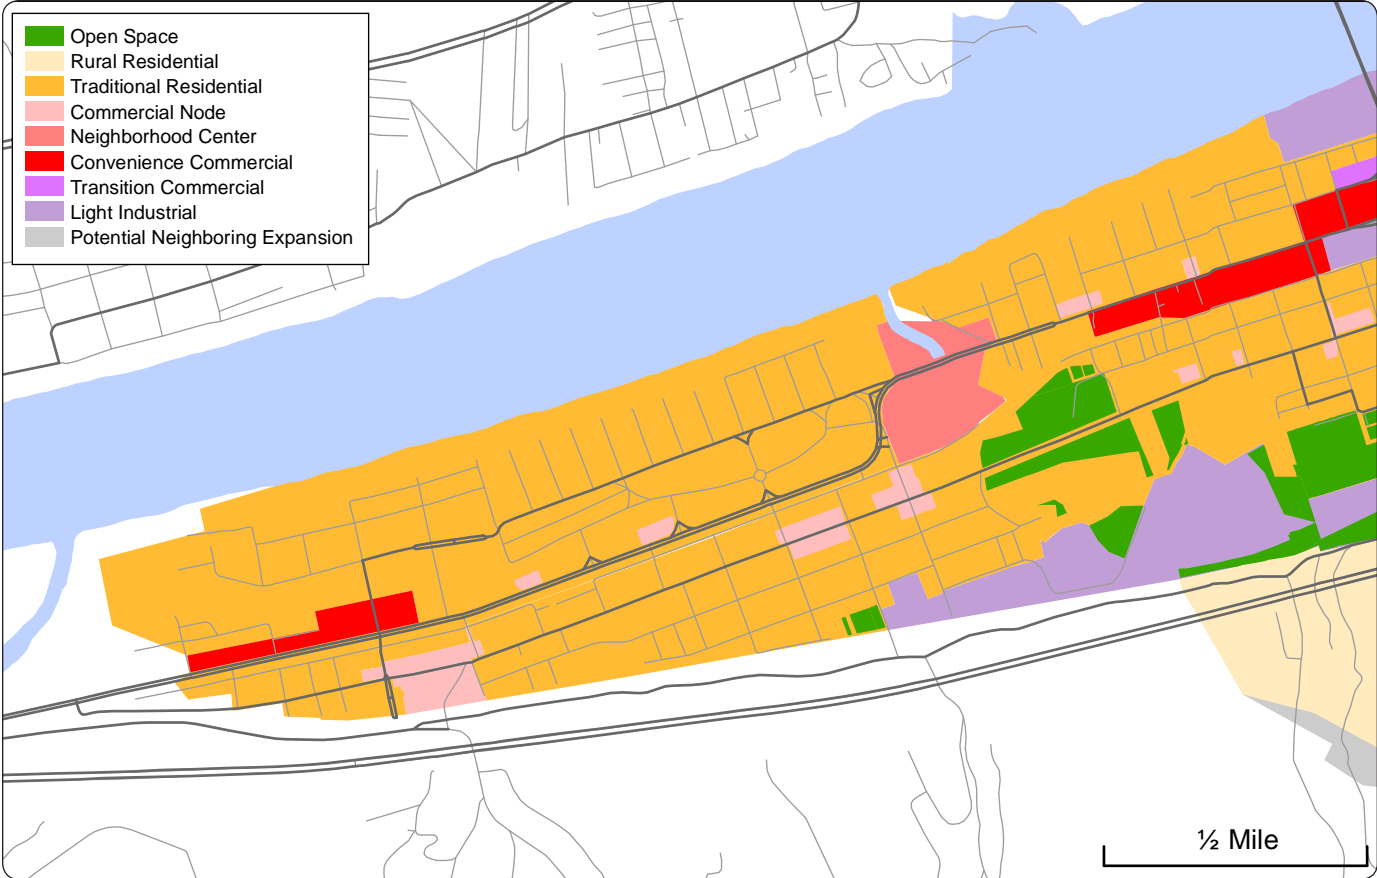 Open Space
Rural Residential
Traditional Residential
Commercial Node
Neighborhood Center
Convenience Commercial
Transition Commercial
Light Industrial
Potential Neighboring Expansion
½ Mile